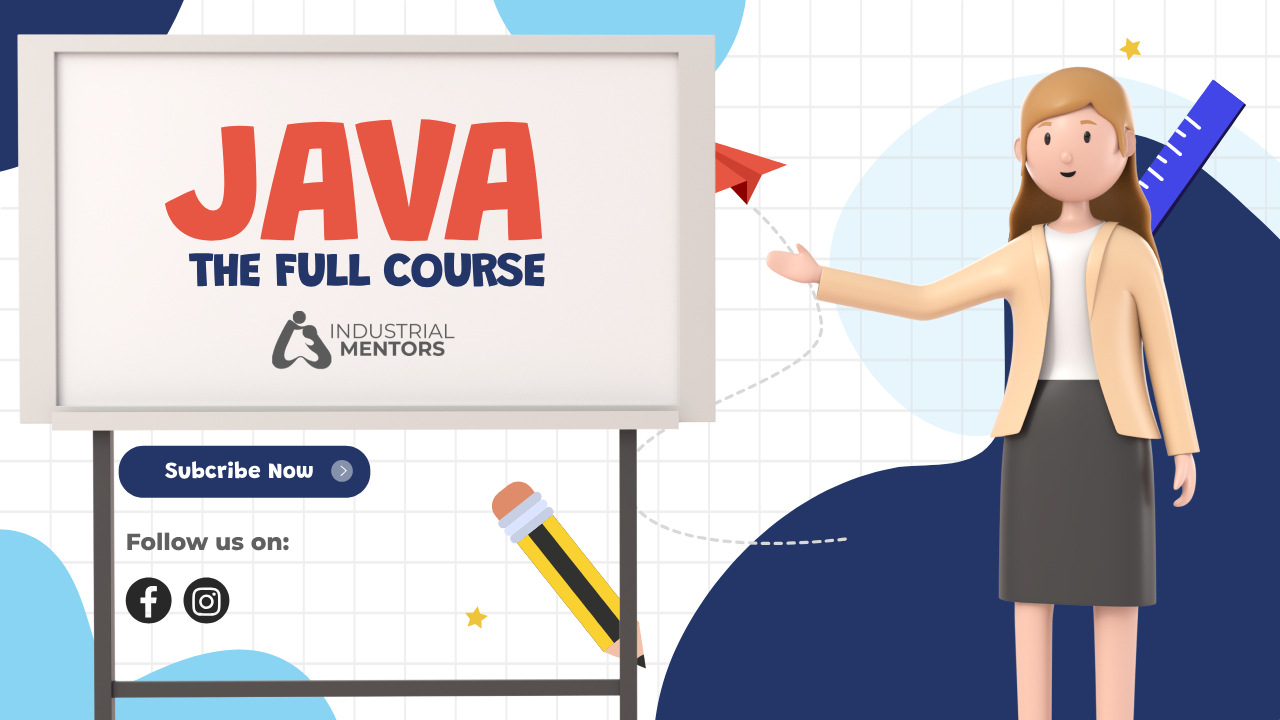 JAVA
THE FULL COURSE
INDUSTRIAL
MENTORS
Subcribe Now
Follow us on: